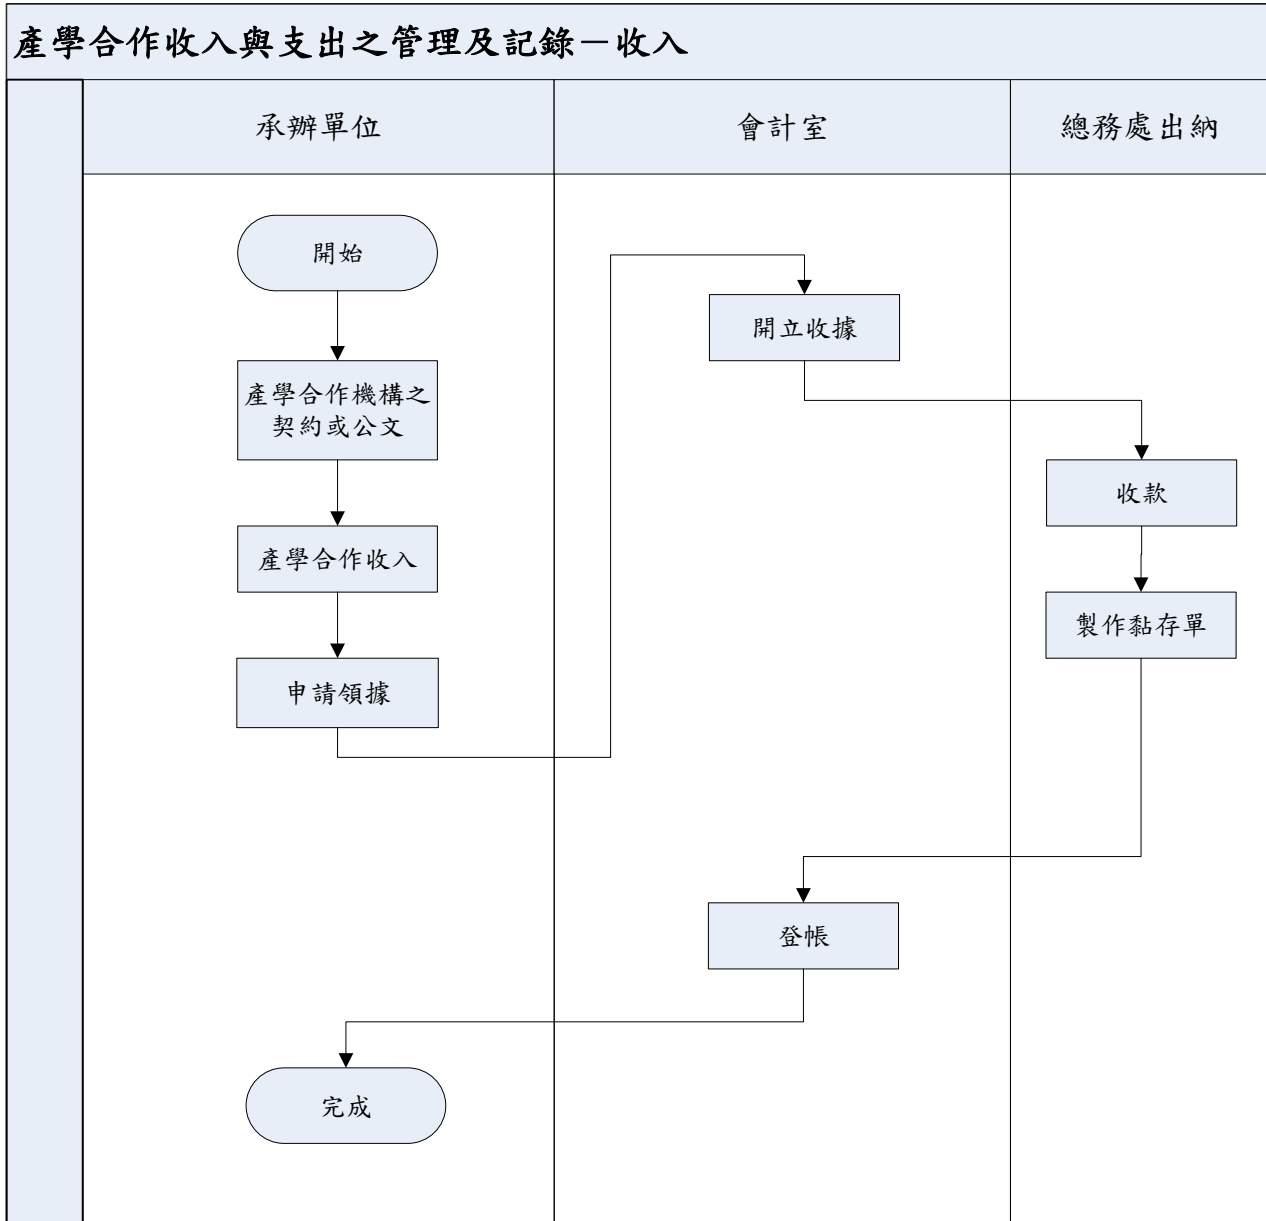 產學合作收入與支出之管理及記錄－收入
承辦單位
會計室
總務處出納
開始
產學合作機構之
契約或公文
產學合作收入
申請領據
開立收據
收款
製作黏存單
登帳
完成